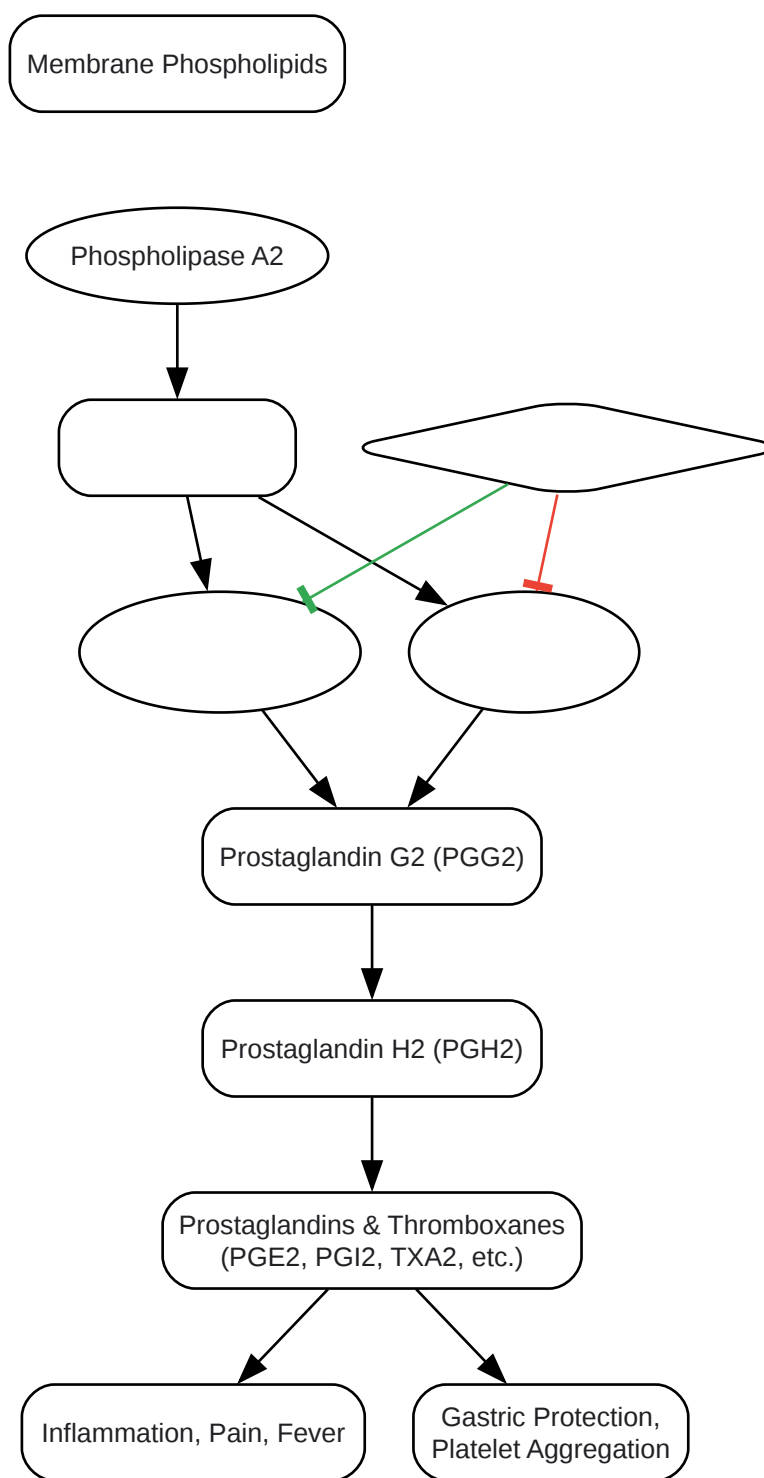 Membrane Phospholipids
Phospholipase A2
Prostaglandin G2 (PGG2)
Prostaglandin H2 (PGH2)
Prostaglandins & Thromboxanes
(PGE2, PGI2, TXA2, etc.)
Inflammation, Pain, Fever
Gastric Protection,
Platelet Aggregation